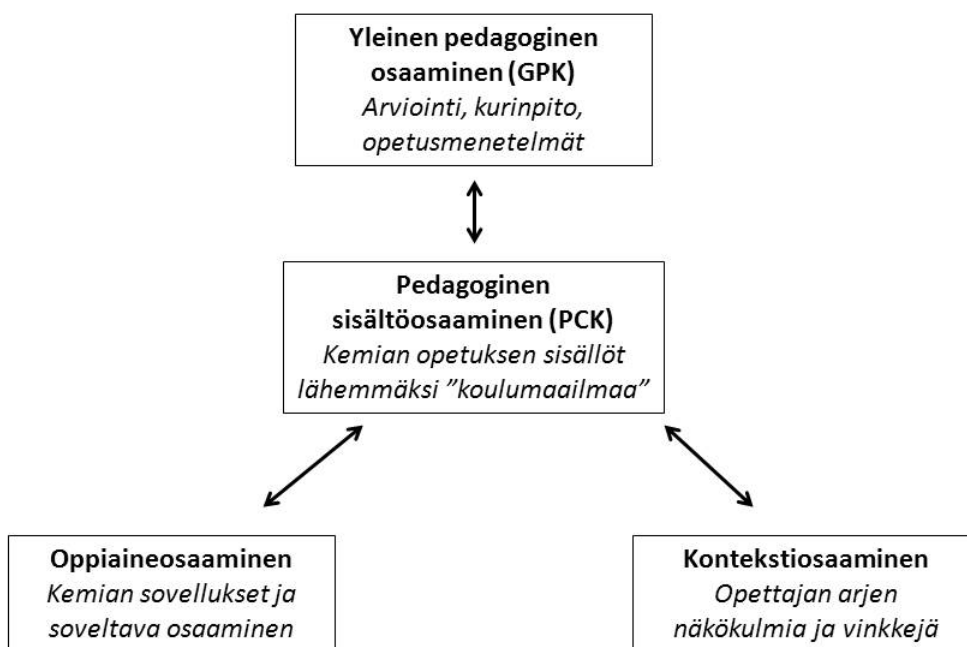 Yleinen pedagoginen
osaaminen (GPK)
Arviointi, kurinpito,
opetusmenetelmät
Pedagoginen
sisältöosaaminen (PCK)
Kemian opetuksen sisällöt
lähemmäksi ”koulumaailmaa”
Oppiaineosaaminen
Kemian sovellukset ja
soveltava osaaminen
Kontekstiosaaminen
Opettajan arjen
näkökulmia ja vinkkejä